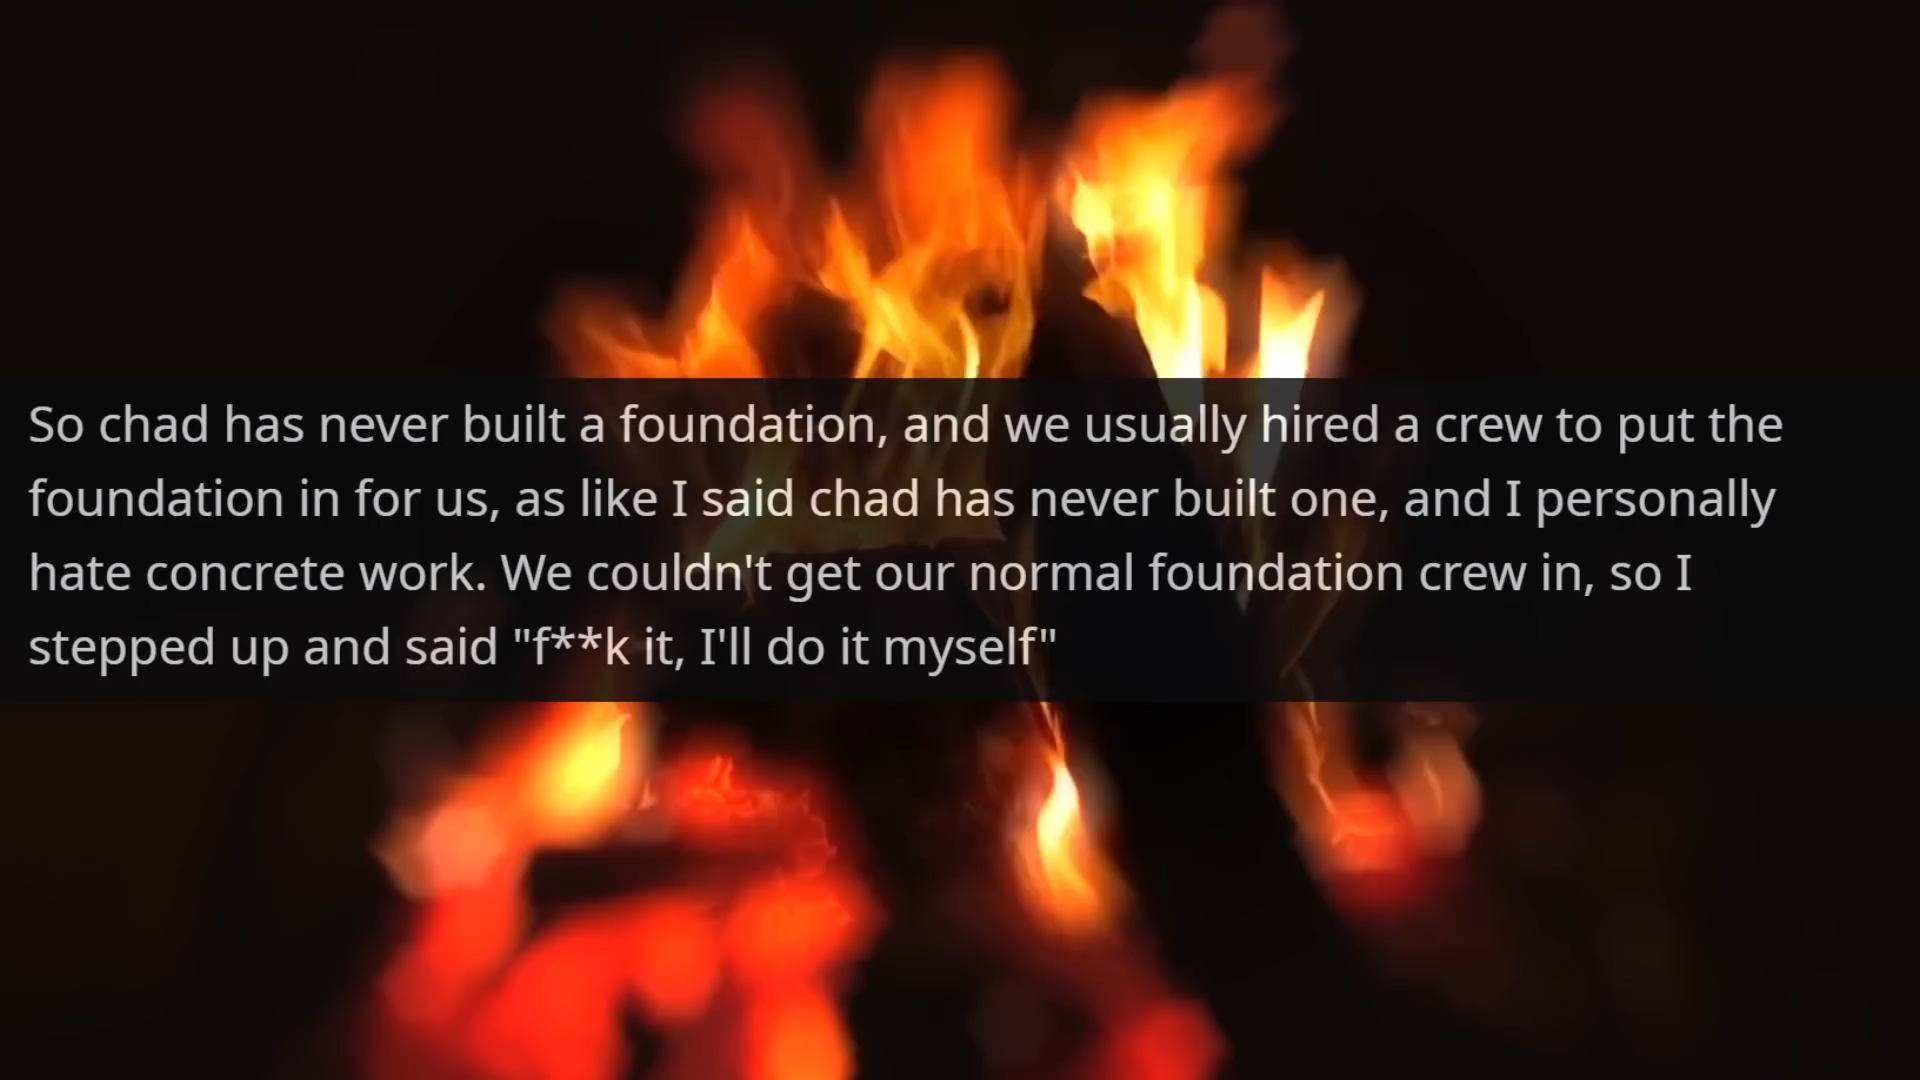 So chad has never built a foundation, and we usually hired a crew to put the
foundation in for us, as like I said chad has never built one, and I personally
hate concrete work. We couldn't get our normal foundation crew in, so I
stepped up and said "f**k it, I'll do it myself"